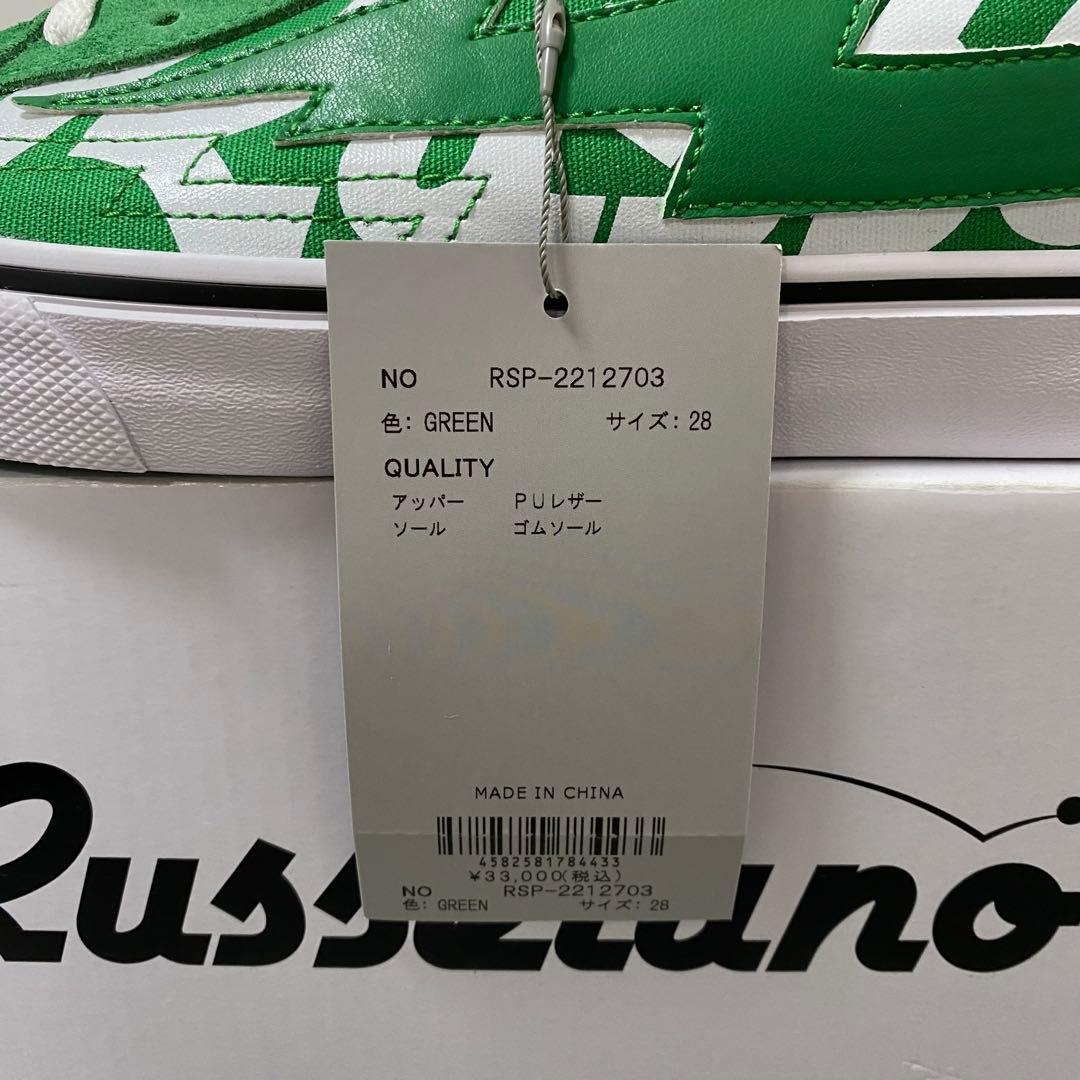 NO RSP-2212703
色: GREEN サイズ: 28
QUALITY
アッパー PUレザー
ソール ゴムソール
MADE IN CHINA
4582581784433
¥33,000(税込)
NO RSP-2212703
色: GREEN サイズ: 28
Russeluno